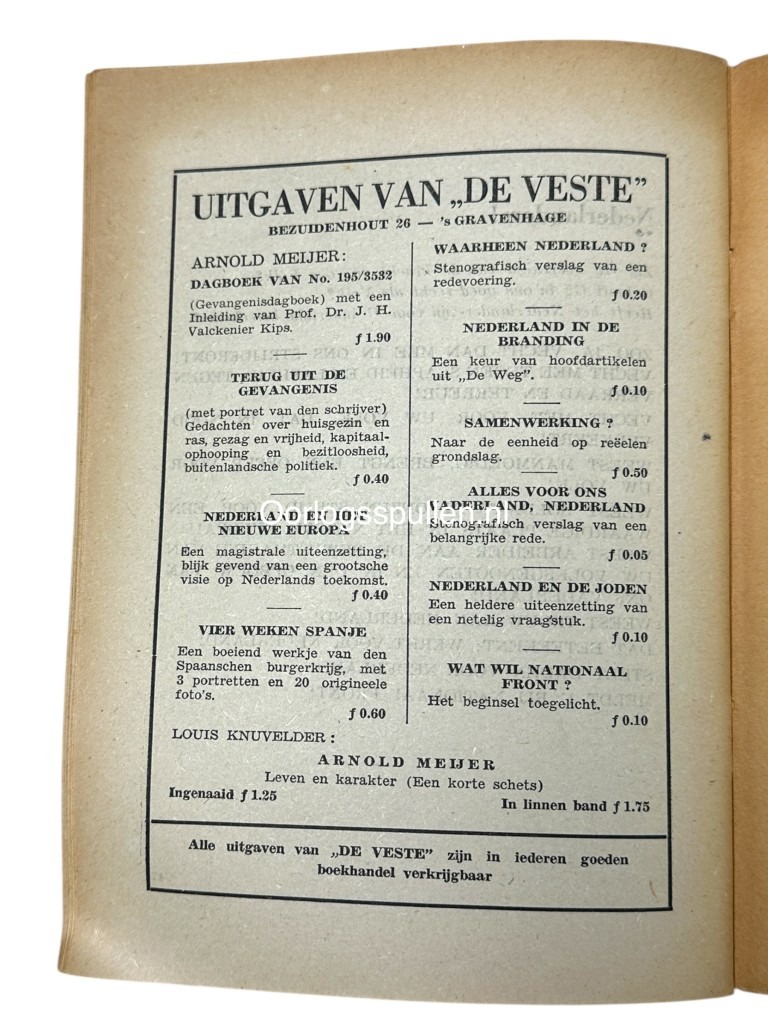 UITGAVEN VAN „DE VESTE”
BEZUIDENHOUT 26 — 's GRAVENHAGE
ARNOLD MEIJER:
DAGBOEK VAN No. 195/3532
(Gevangenisdagboek) met een
Inleiding van Prof. Dr. J. H.
Valckenier Kips.
f 1.90
TERUG UIT DE
GEVANGENIS
(met portret van den schrijver)
Gedachten over huisgezin en
ras, gezag en vrijheid, kapitaal-
ophooping en bezitloosheid,
buitenlandsche politiek.
f 0.40
NEDERLAND EN HET
NIEUWE EUROPA
Een magistrale uiteenzetting,
blijk gevend van een grootsche
visie op Nederlands toekomst.
f 0.40
VIER WEKEN SPANJE
Een boeiend werkje van den
Spaanschen burgerkrijg, met
3 portretten en 20 origineele
foto's.
f 0.60
WAARHEEN NEDERLAND ?
Stenografisch verslag van een
redevoering.
f 0.20
NEDERLAND IN DE
BRANDING
Een keur van hoofdartikelen
uit „De Weg”.
f 0.10
SAMENWERKING ?
Naar de eenheid op reëelen
grondslag.
f 0.50
ALLES VOOR ONS
VADERLAND, NEDERLAND
Stenografisch verslag van een
belangrijke rede.
f 0.05
NEDERLAND EN DE JODEN
Een heldere uiteenzetting van
een netelig vraagstuk.
f 0.10
WAT WIL NATIONAAL
FRONT ?
Het beginsel toegelicht.
f 0.10
LOUIS KNUVELDER :
ARNOLD MEIJER
Leven en karakter (Een korte schets)
Ingenaaid f 1.25
In linnen band f 1.75
Alle uitgaven van „DE VESTE” zijn in iederen goeden
boekhandel verkrijgbaar
Oorlogsspullen.nl